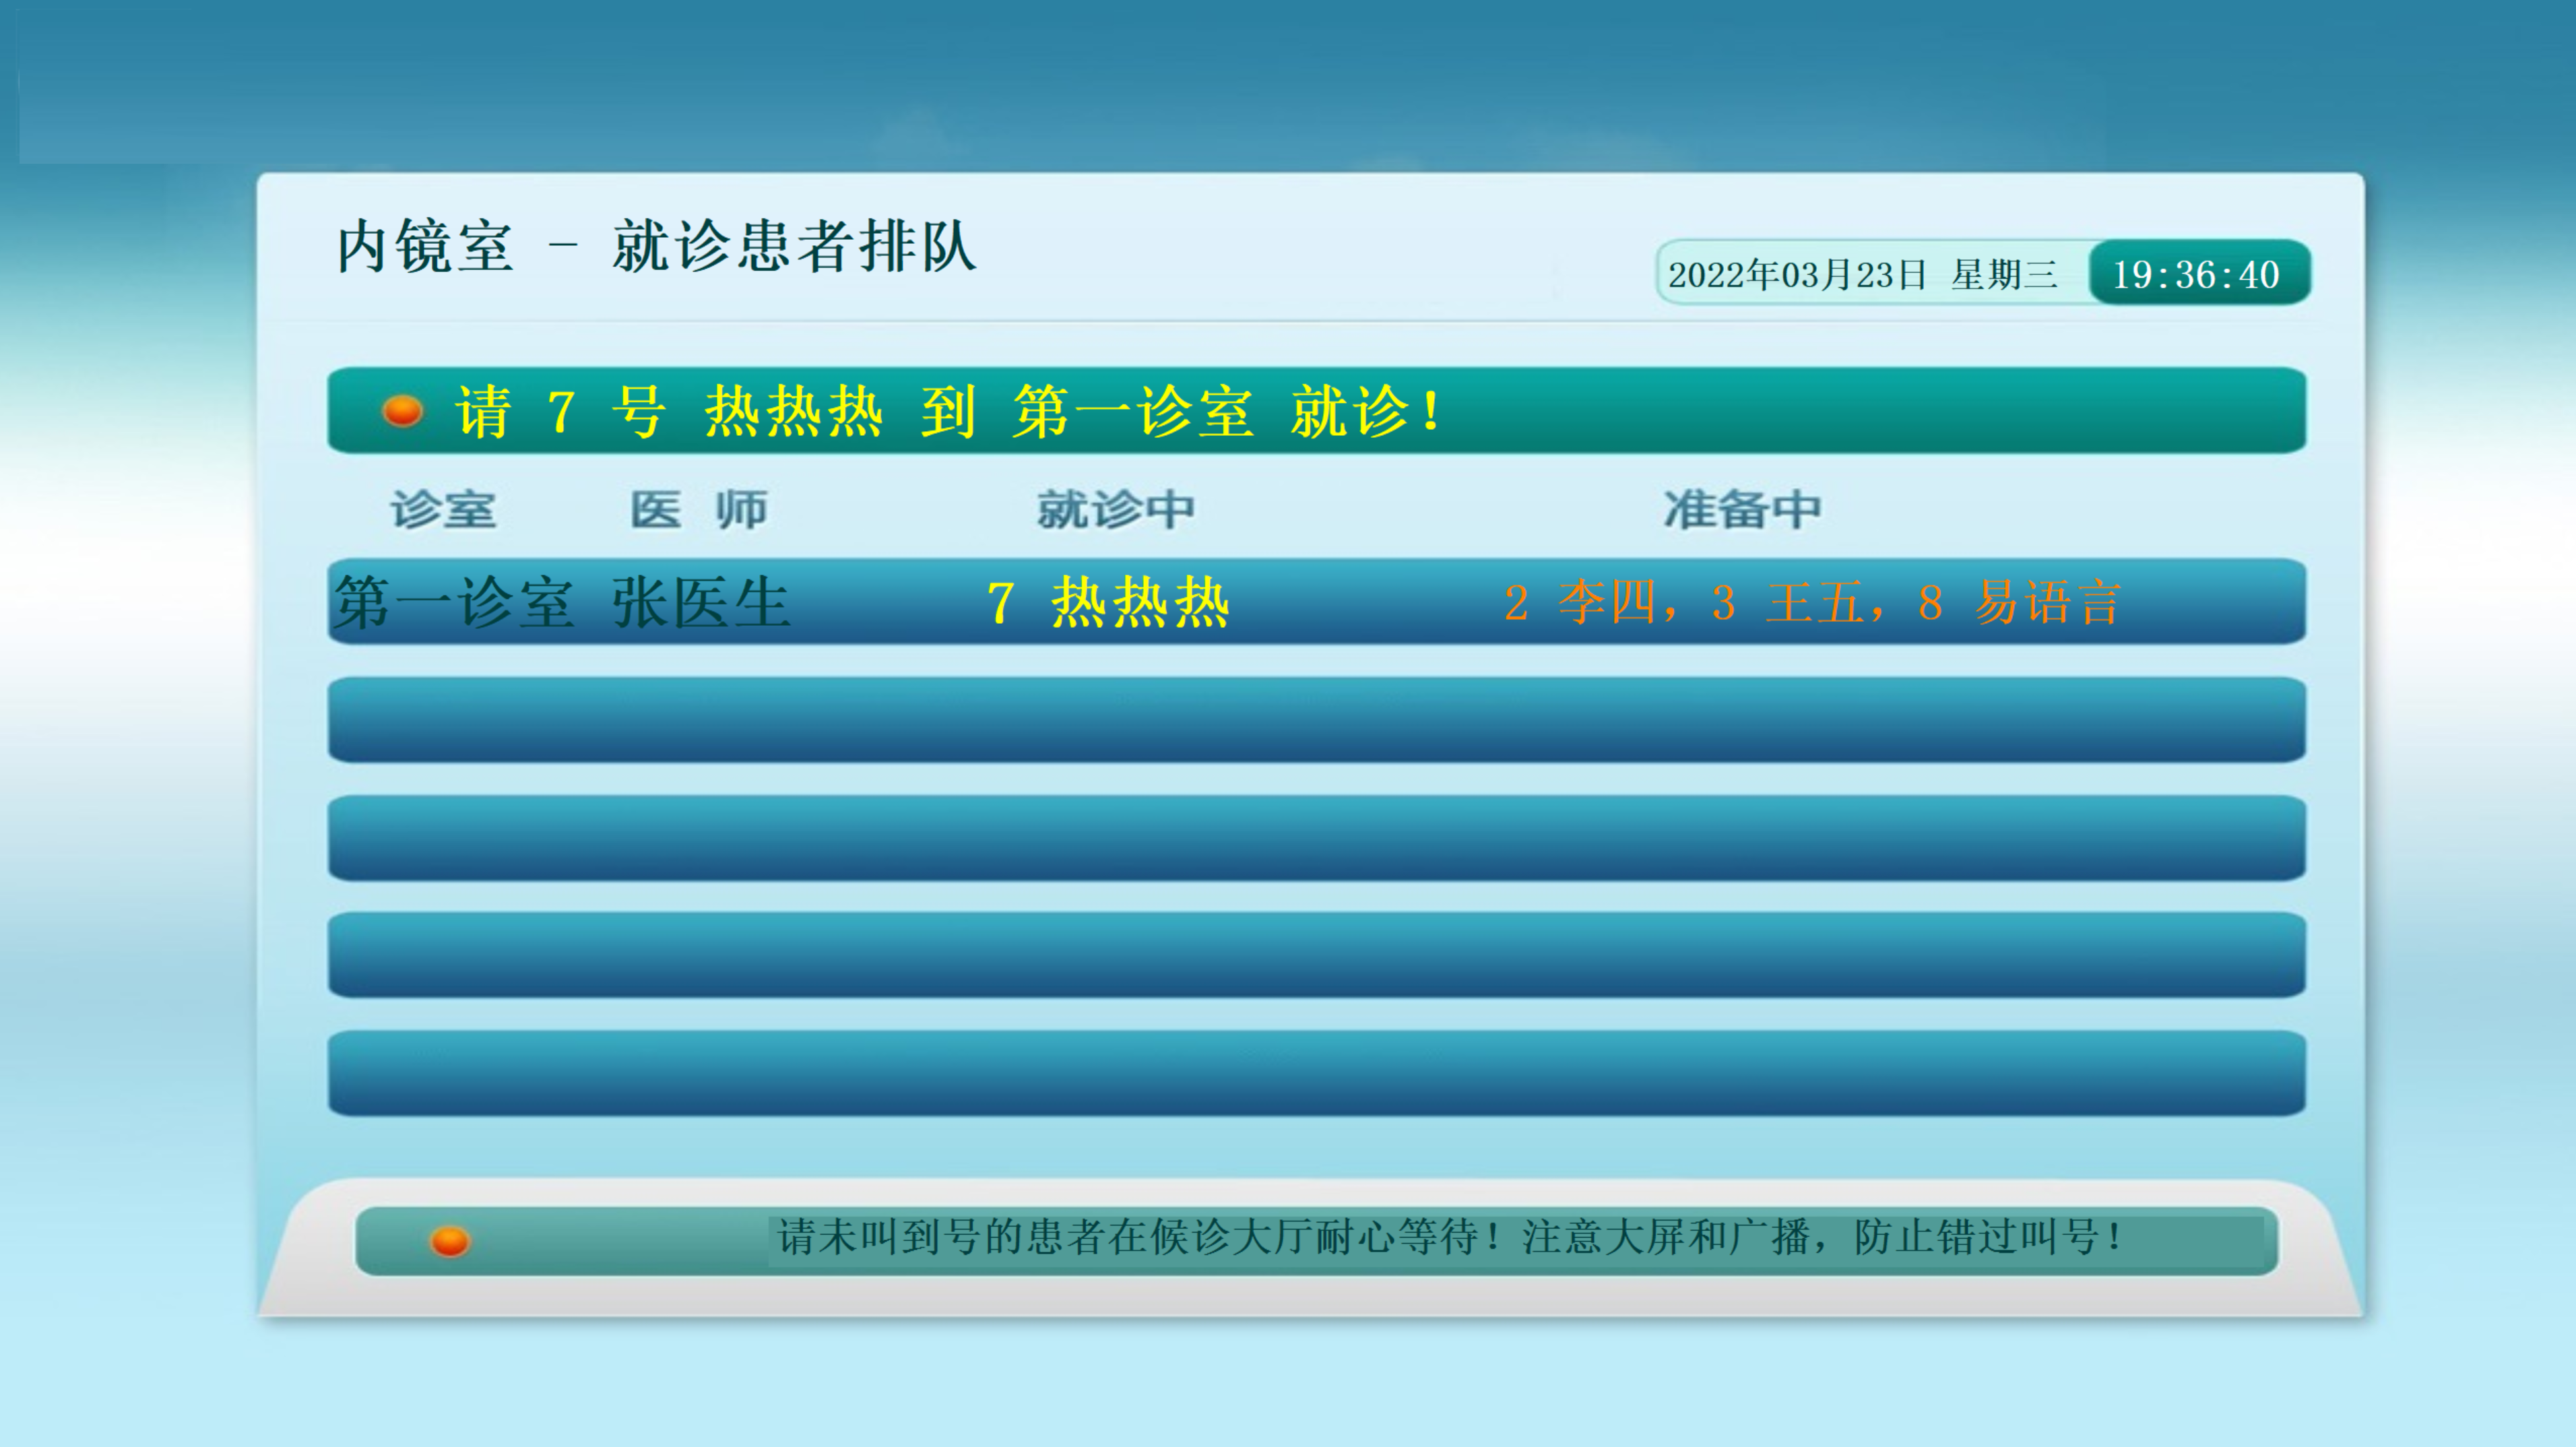 内镜室 - 就诊患者排队
2022年03月23日 星期三 19:36:40
请 7 号 热热热 到 第一诊室 就诊！
诊室 医 师 就诊中 准备中
第一诊室 张医生 7 热热热 2 李四，3 王五，8 易语言
请未叫到号的患者在候诊大厅耐心等待！注意大屏和广播，防止错过叫号！